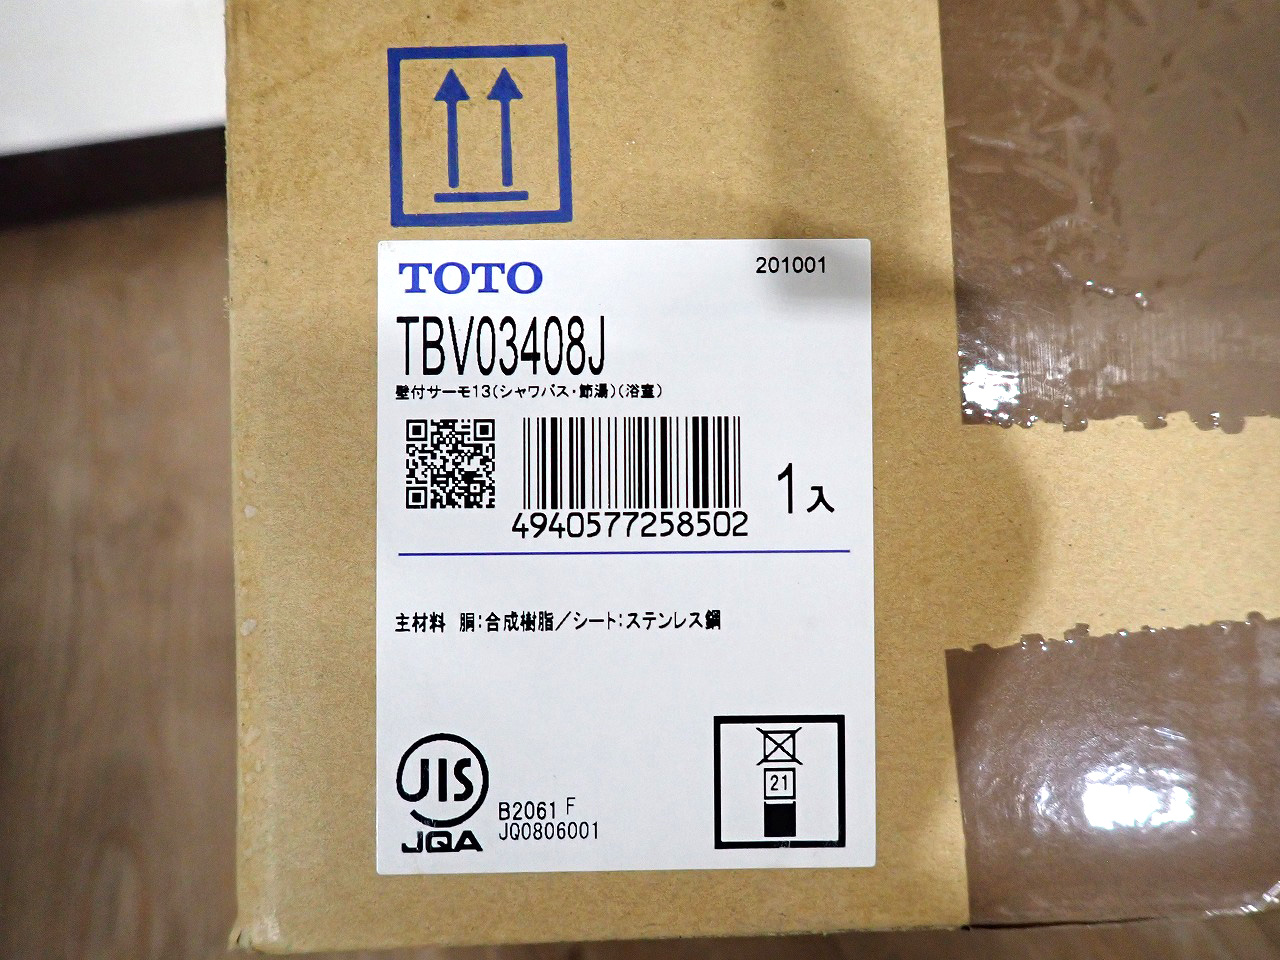 TOTO
201001
TBV03408J
壁付サーモ13(シャワバス・節湯)(浴室)
4940577258502
1入
主材料 胴:合成樹脂/シート:ステンレス鋼
JIS
JQA
B2061 F
JQ0806001
21